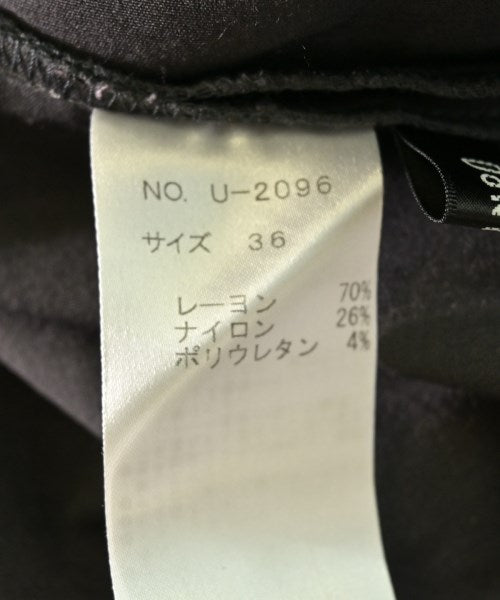 NO. U-2096
サイズ 36
レーヨン 70%
ナイロン 26%
ポリウレタン 4%